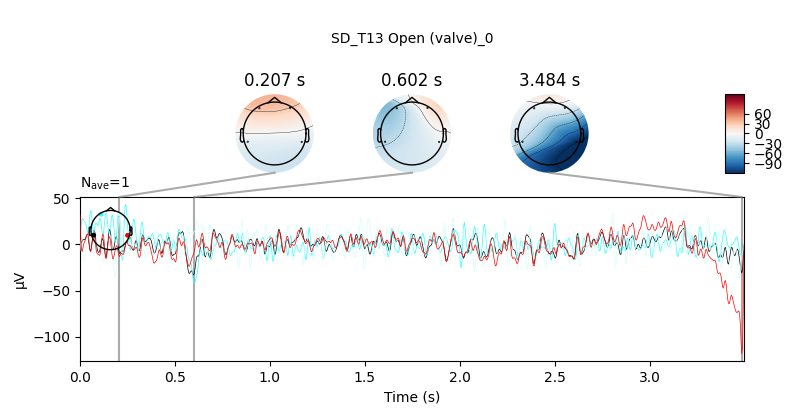 SD_T13 Open (valve)_0
0.207 s 0.602 s 3.484 s
60
30
0
−30
−60
−90
Nave=1
50
0
−50
−100
µV
0.0 0.5 1.0 1.5 2.0 2.5 3.0
Time (s)